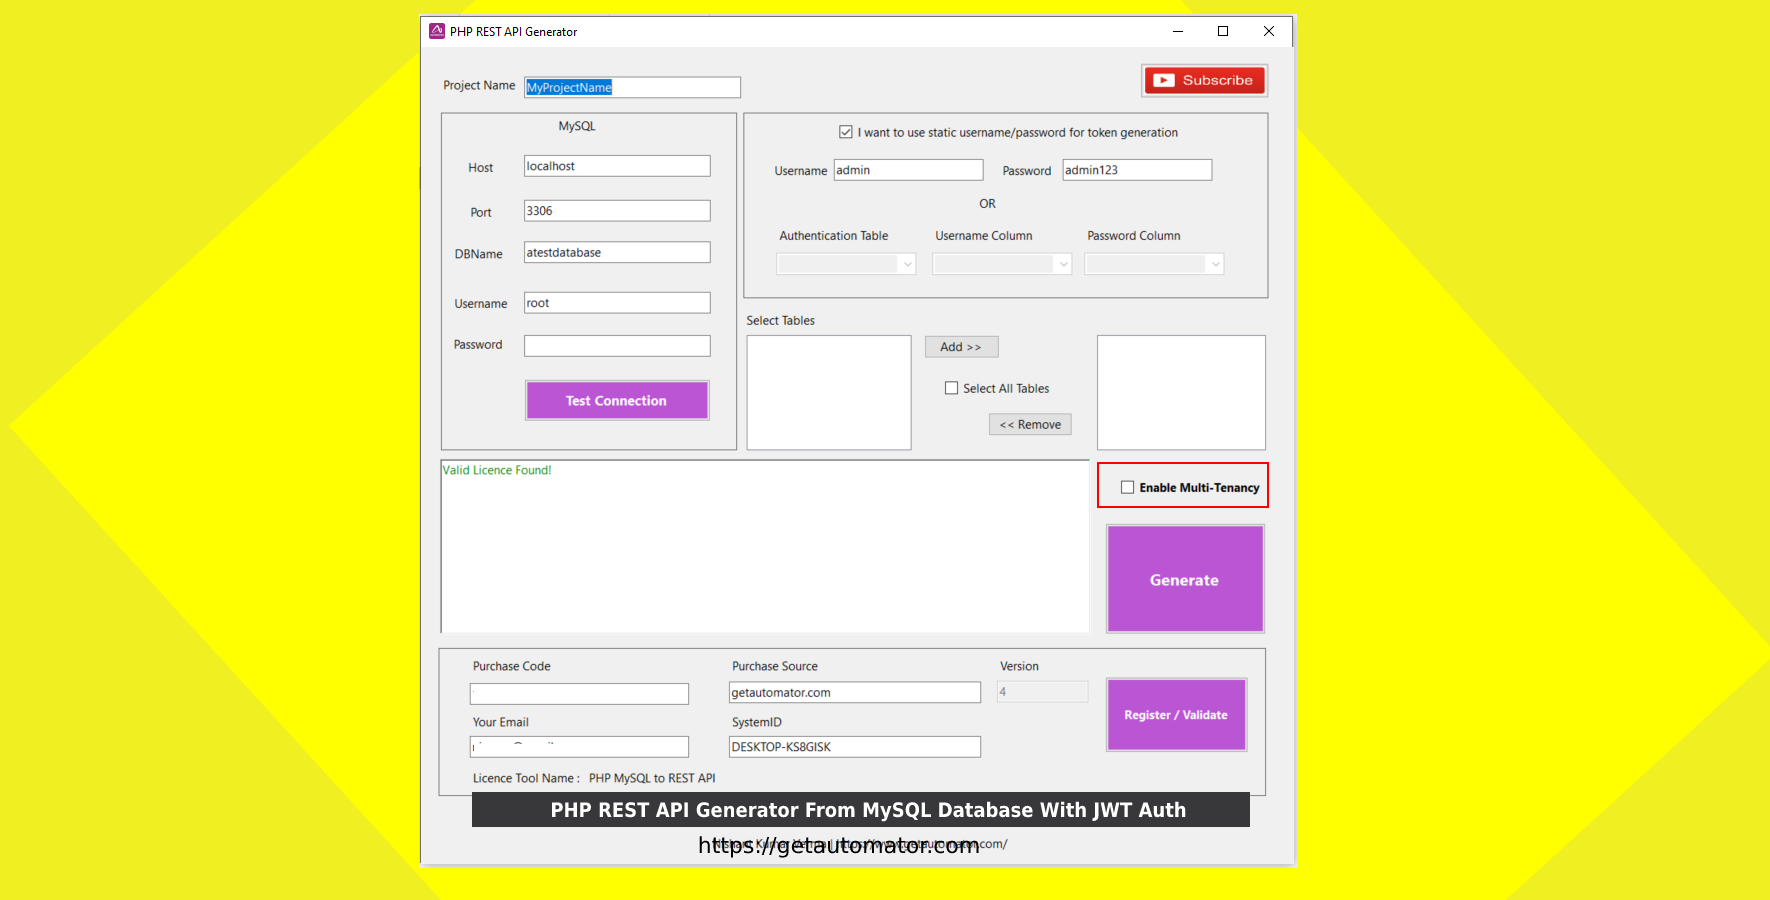 PHP REST API Generator
Project Name MyProjectName
Subscribe
MySQL
Host localhost
Port 3306
DBName atestdatabase
Username root
Password
Test Connection
I want to use static username/password for token generation
Username admin Password admin123
OR
Authentication Table Username Column Password Column
Select Tables
Add >>
Select All Tables
<< Remove
Valid Licence Found!
Enable Multi-Tenancy
Generate
Purchase Code Purchase Source Version
getautomator.com 4
Your Email SystemID
DESKTOP-KS8GISK
Register / Validate
Licence Tool Name : PHP MySQL to REST API
PHP REST API Generator From MySQL Database With JWT Auth
https://getautomator.com